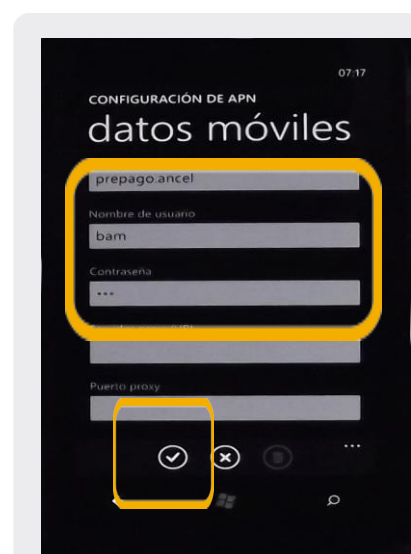 07:17
CONFIGURACIÓN DE APN
datos móviles
prepago.ancel
Nombre de usuario
bam
Contraseña
•••
Puerto proxy